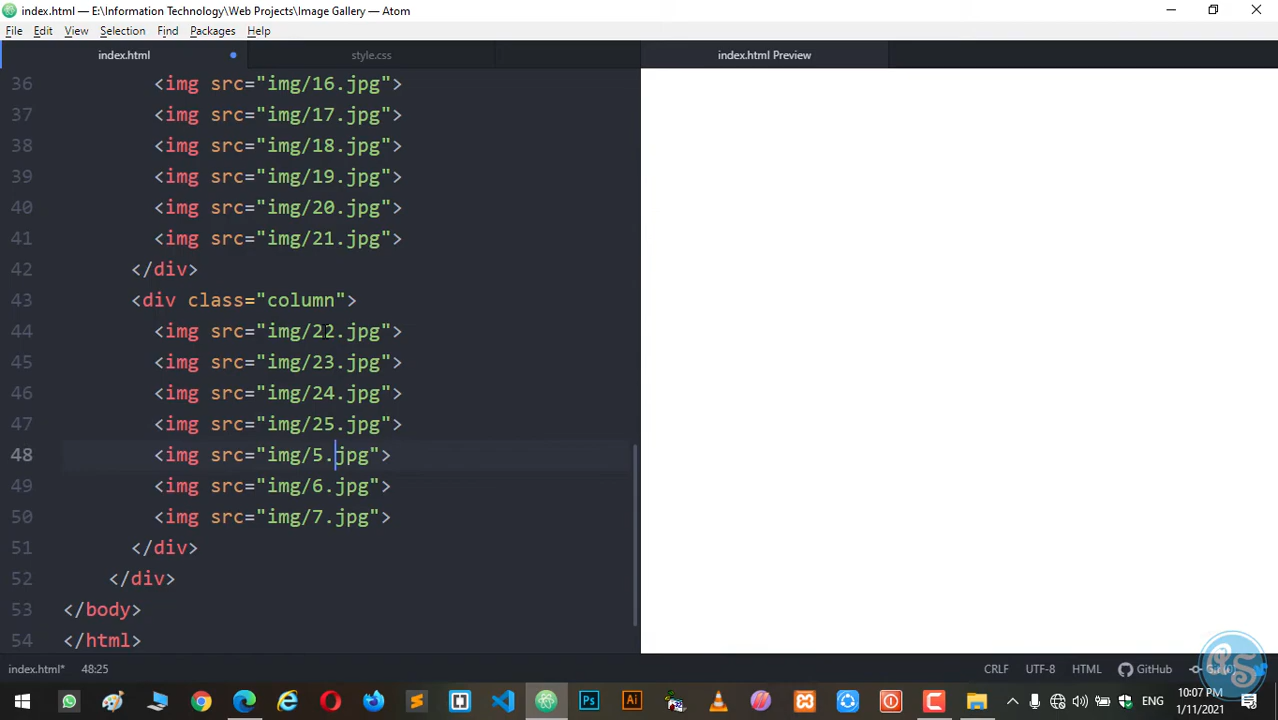 index.html — E:\Information Technology\Web Projects\Image Gallery — Atom
File Edit View Selection Find Packages Help
index.html style.css index.html Preview
36 <img src="img/16.jpg">
37 <img src="img/17.jpg">
38 <img src="img/18.jpg">
39 <img src="img/19.jpg">
40 <img src="img/20.jpg">
41 <img src="img/21.jpg">
42 </div>
43 <div class="column">
44 <img src="img/22.jpg">
45 <img src="img/23.jpg">
46 <img src="img/24.jpg">
47 <img src="img/25.jpg">
48 <img src="img/5.jpg">
49 <img src="img/6.jpg">
50 <img src="img/7.jpg">
51 </div>
52 </div>
53 </body>
54 </html>
index.html* 48:25 CRLF UTF-8 HTML GitHub Git (0)
ENG 10:07 PM
1/11/2021